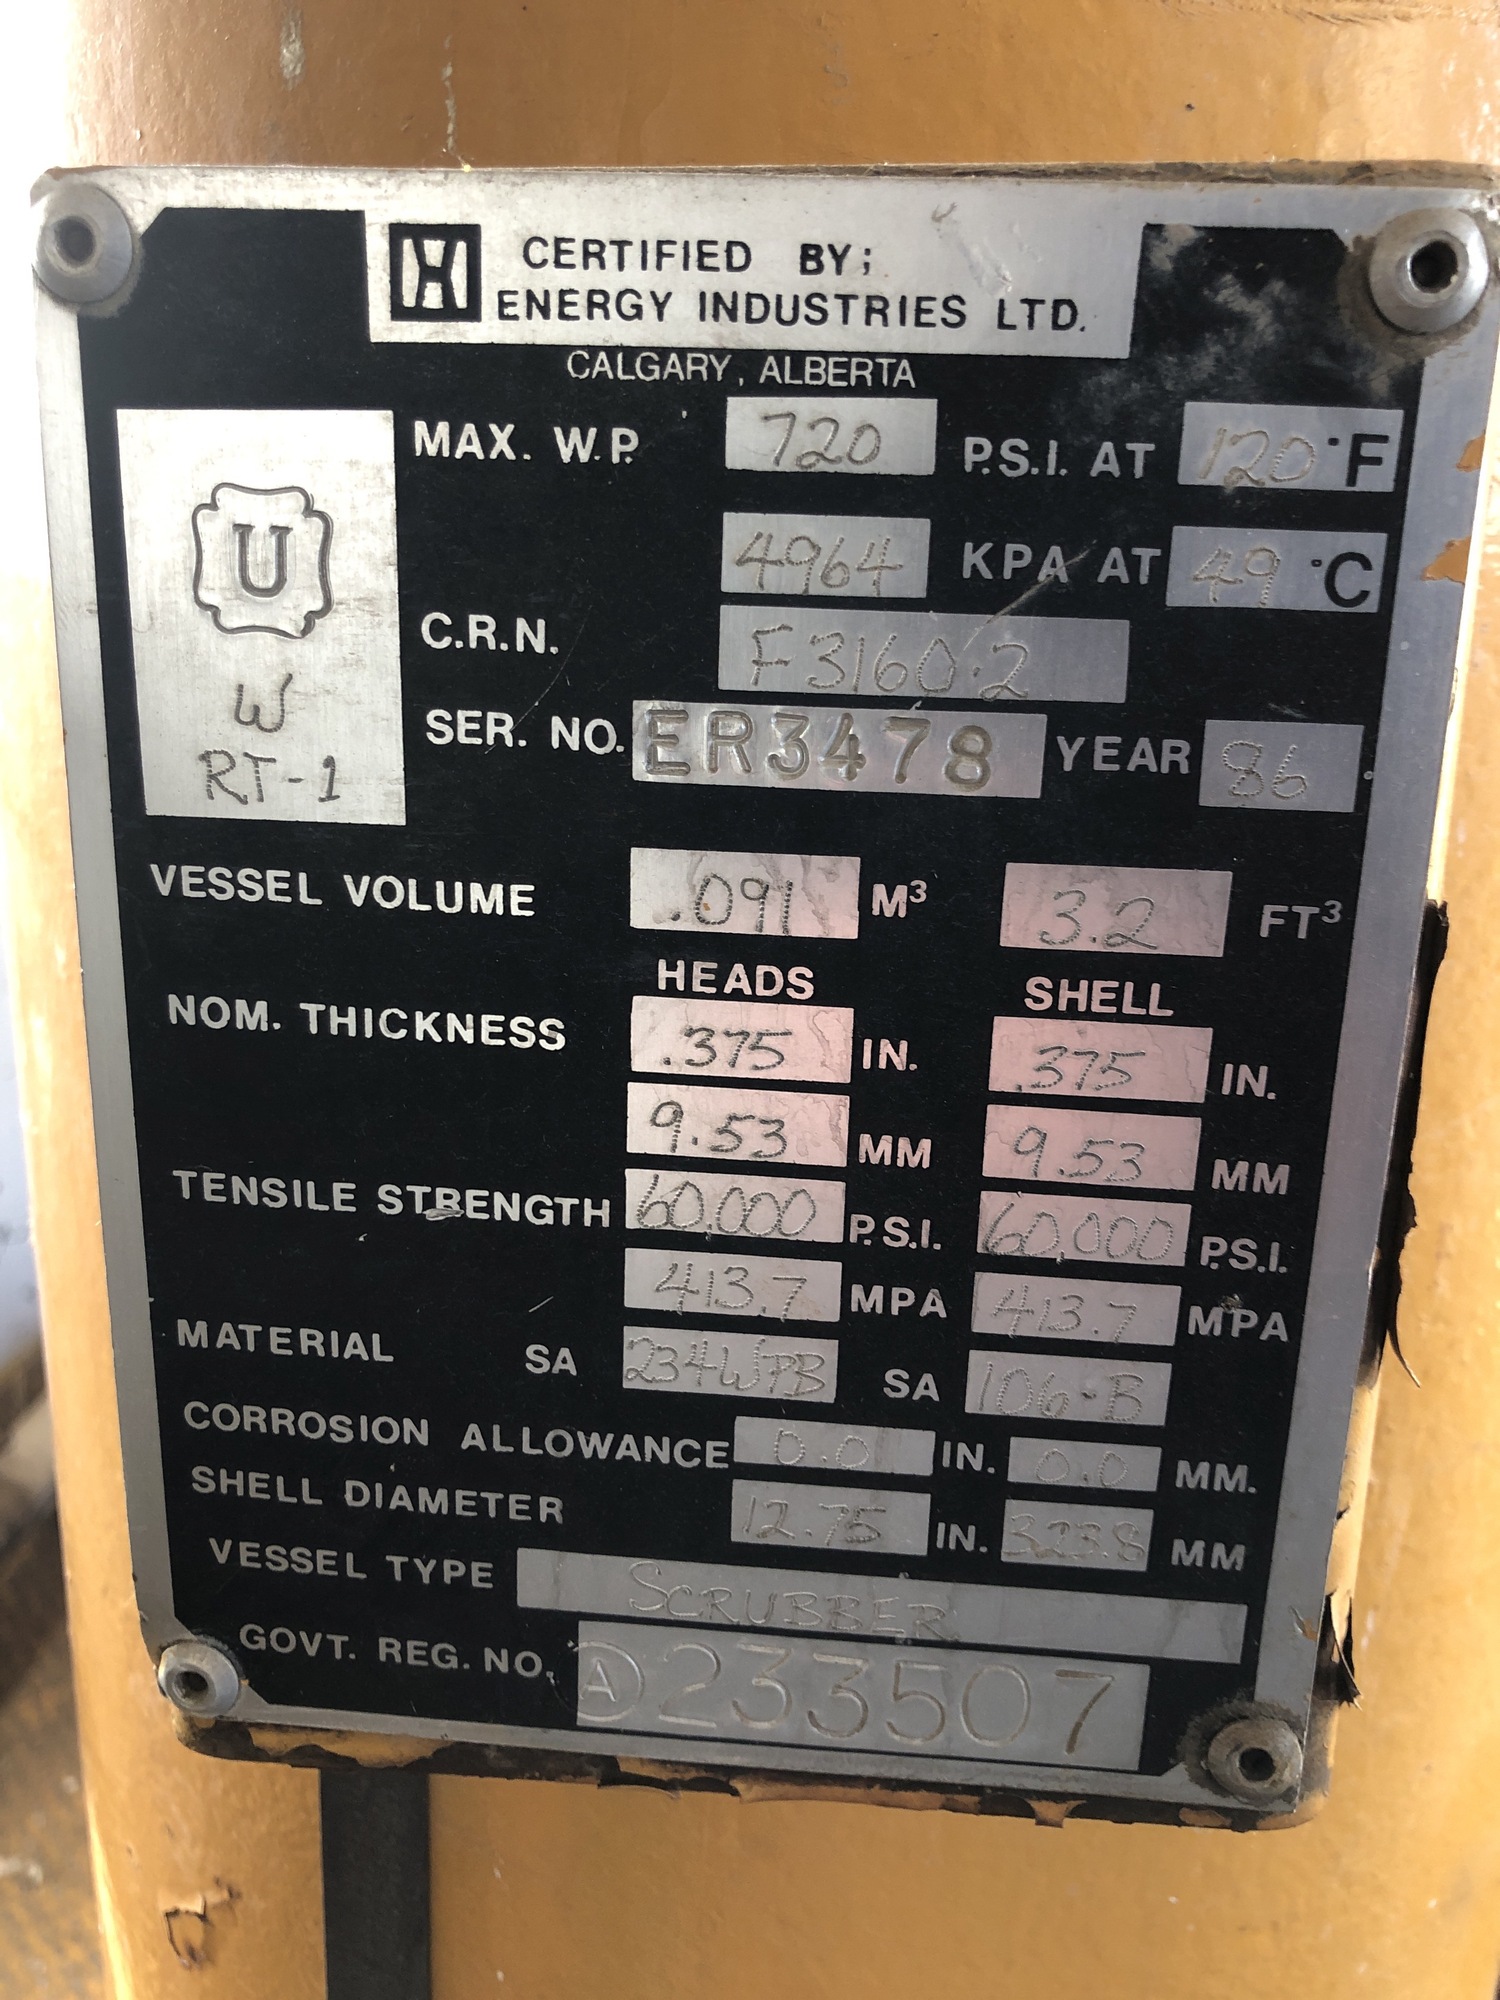 CERTIFIED BY;
ENERGY INDUSTRIES LTD.
CALGARY, ALBERTA
U
W
RT-1
MAX. W.P. 720 P.S.I. AT 120 °F
4964 KPA AT 49 °C
C.R.N. F3160.2
SER. NO. ER3478 YEAR 86
VESSEL VOLUME .091 M³ 3.2 FT³
HEADS SHELL
NOM. THICKNESS .375 IN. .375 IN.
9.53 MM 9.53 MM
TENSILE STRENGTH 60,000 P.S.I. 60,000 P.S.I.
413.7 MPA 413.7 MPA
MATERIAL SA 234WPB SA 106-B
CORROSION ALLOWANCE 0.0 IN. 0.0 MM.
SHELL DIAMETER 12.75 IN. 323.8 MM
VESSEL TYPE SCRUBBER
GOVT. REG. NO. A 233507